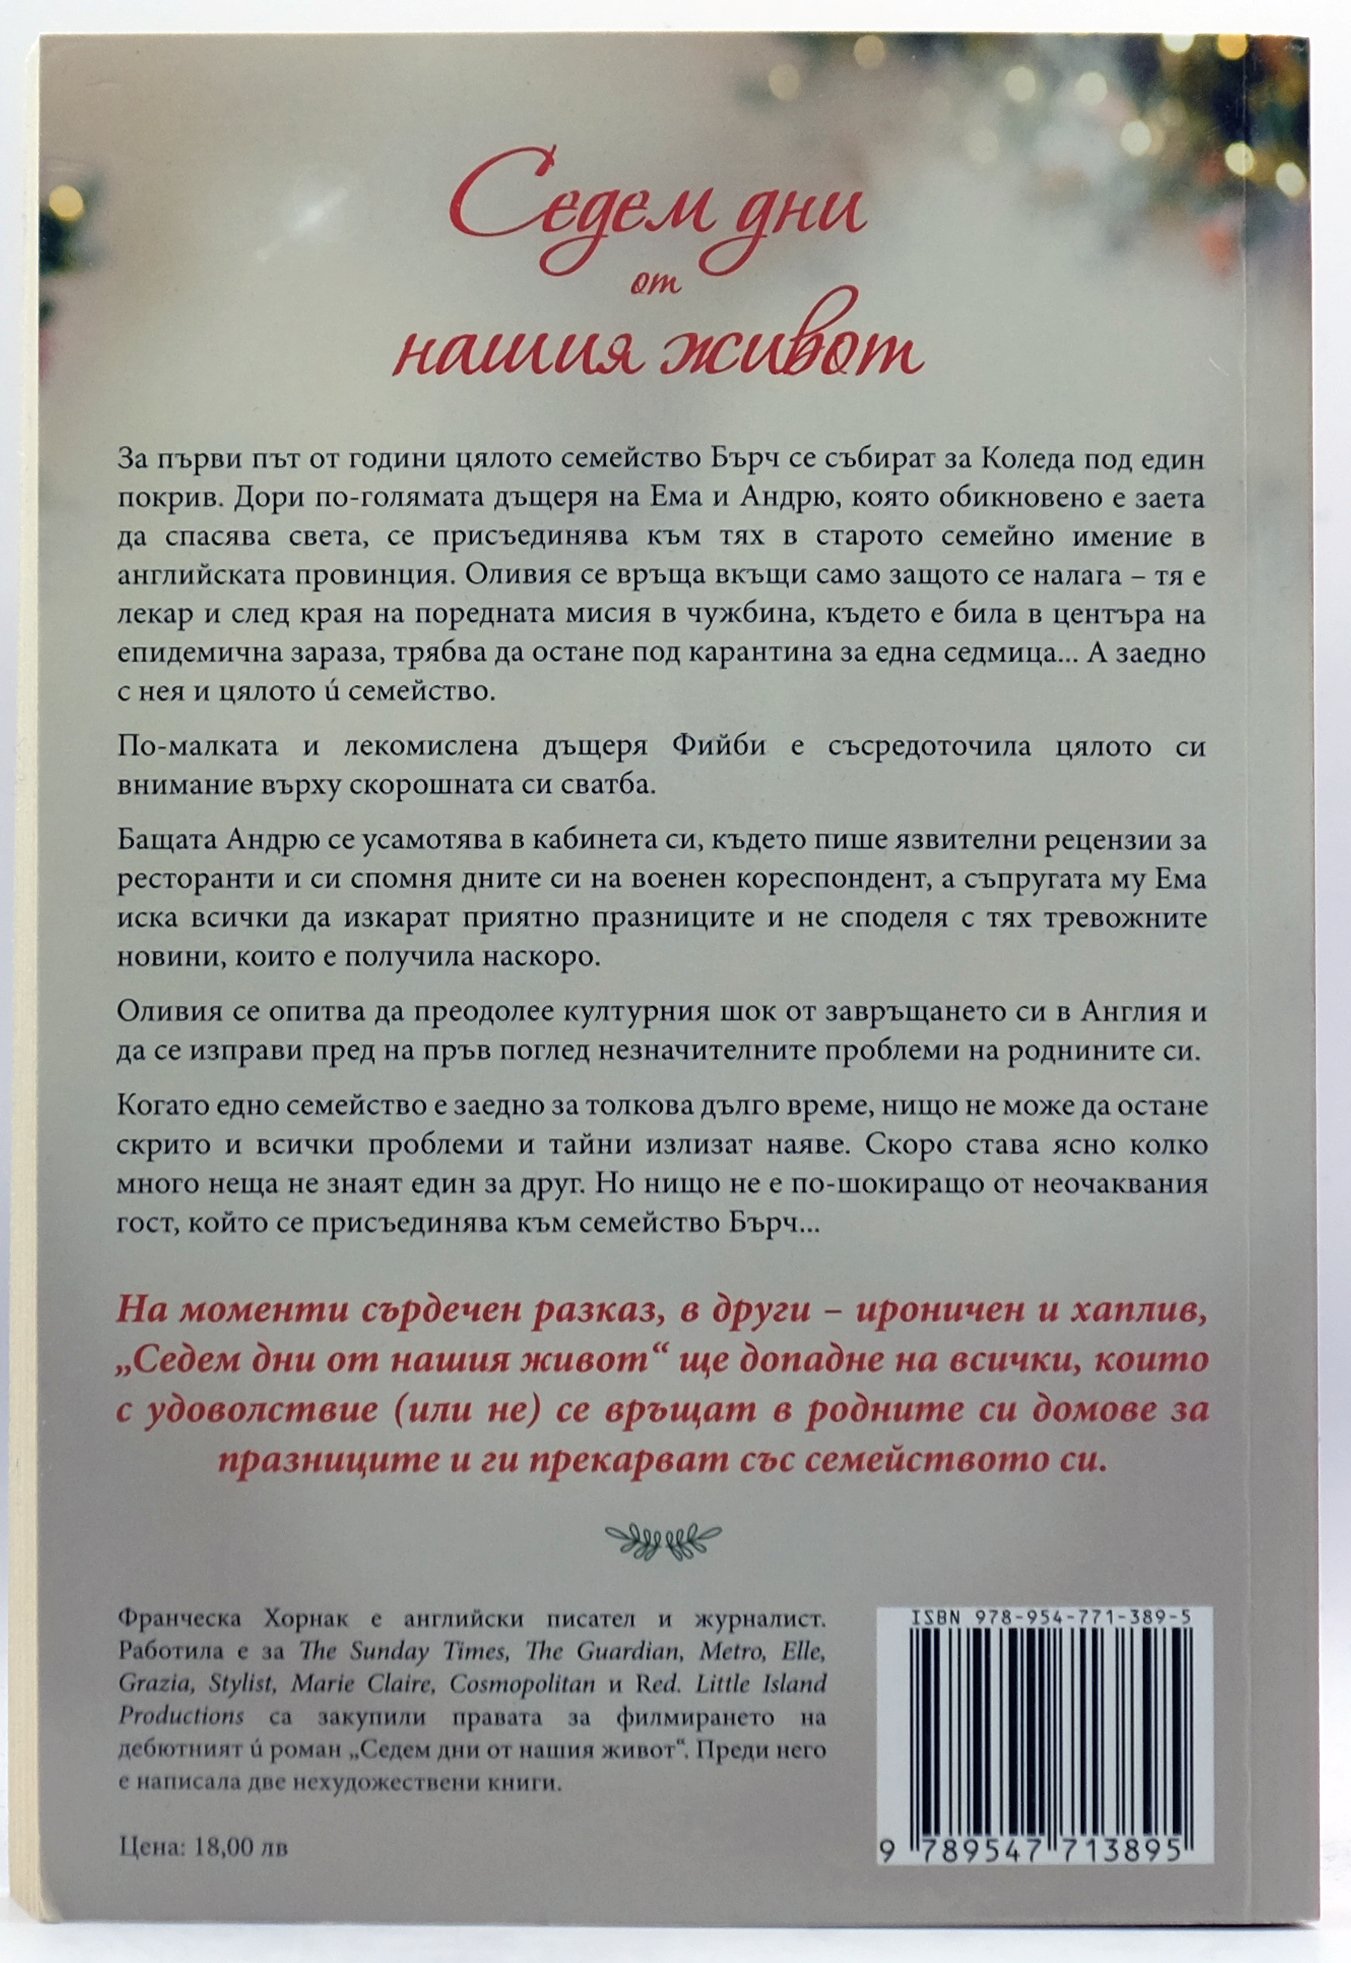 Седем дни
от
нашия живот
За първи път от години цялото семейство Бърч се събират за Коледа под един
покрив. Дори по-голямата дъщеря на Ема и Андрю, която обикновено е заета
да спасява света, се присъединява към тях в старото семейно имение в
английската провинция. Оливия се връща вкъщи само защото се налага – тя е
лекар и след края на поредната мисия в чужбина, където е била в центъра на
епидемична зараза, трябва да остане под карантина за една седмица... А заедно
с нея и цялото ú семейство.
По-малката и лекомислена дъщеря Фийби е съсредоточила цялото си
внимание върху скорошната си сватба.
Бащата Андрю се усамотява в кабинета си, където пише язвителни рецензии за
ресторанти и си спомня дните си на военен кореспондент, а съпругата му Ема
иска всички да изкарат приятно празниците и не споделя с тях тревожните
новини, които е получила наскоро.
Оливия се опитва да преодолее културния шок от завръщането си в Англия и
да се изправи пред на пръв поглед незначителните проблеми на роднините си.
Когато едно семейство е заедно за толкова дълго време, нищо не може да остане
скрито и всички проблеми и тайни излизат наяве. Скоро става ясно колко
много неща не знаят един за друг. Но нищо не е по-шокиращо от неочаквания
гост, който се присъединява към семейство Бърч...
На моменти сърдечен разказ, в други – ироничен и хаплив,
„Седем дни от нашия живот“ ще допадне на всички, които
с удоволствие (или не) се връщат в родните си домове за
празниците и ги прекарват със семейството си.
Франческа Хорнак е английски писател и журналист.
Работила е за The Sunday Times, The Guardian, Metro, Elle,
Grazia, Stylist, Marie Claire, Cosmopolitan и Red. Little Island
Productions са закупили правата за филмирането на
дебютният ú роман „Седем дни от нашия живот“. Преди него
е написала две нехудожествени книги.
Цена: 18,00 лв
ISBN 978-954-771-389-5
9 789547 713895